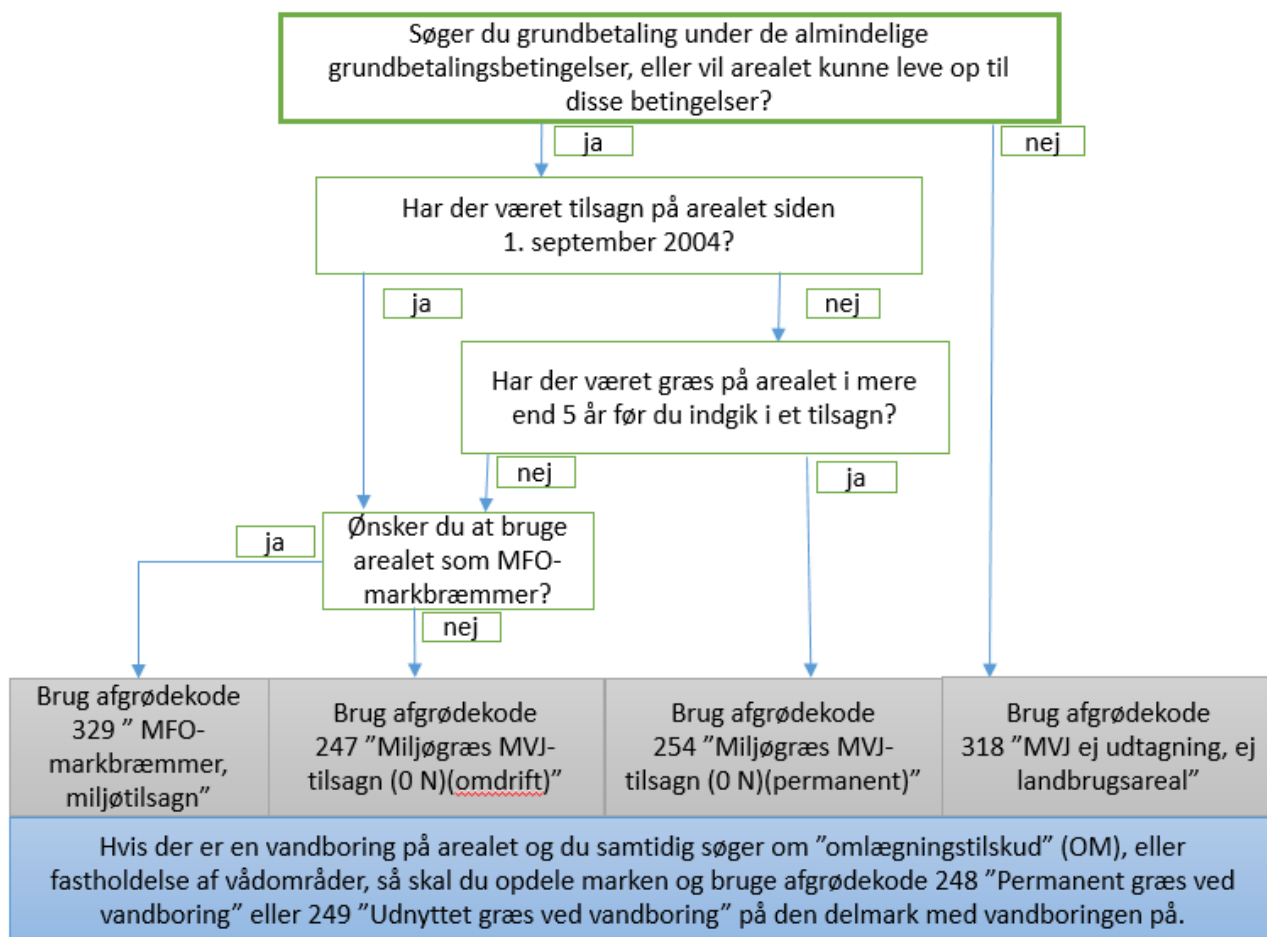 Søger du grundbetaling under de almindelige
grundbetalingsbetingelser, eller vil arealet kunne leve op til
disse betingelser?
ja
nej
Har der været tilsagn på arealet siden
1. september 2004?
ja
nej
Har der været græs på arealet i mere
end 5 år før du indgik i et tilsagn?
nej
ja
Ønsker du at bruge
arealet som MFO-
markbræmmer?
ja
nej
Brug afgrødekode
329 ” MFO-
markbræmmer,
miljøtilsagn”
Brug afgrødekode
247 ”Miljøgræs MVJ-
tilsagn (0 N)(omdrift)”
Brug afgrødekode
254 ”Miljøgræs MVJ-
tilsagn (0 N)(permanent)”
Brug afgrødekode
318 ”MVJ ej udtagning, ej
landbrugsareal”
Hvis der er en vandboring på arealet og du samtidig søger om ”omlægningstilskud” (OM), eller
fastholdelse af vådområder, så skal du opdele marken og bruge afgrødekode 248 ”Permanent græs ved
vandboring” eller 249 ”Udnyttet græs ved vandboring” på den delmark med vandboringen på.